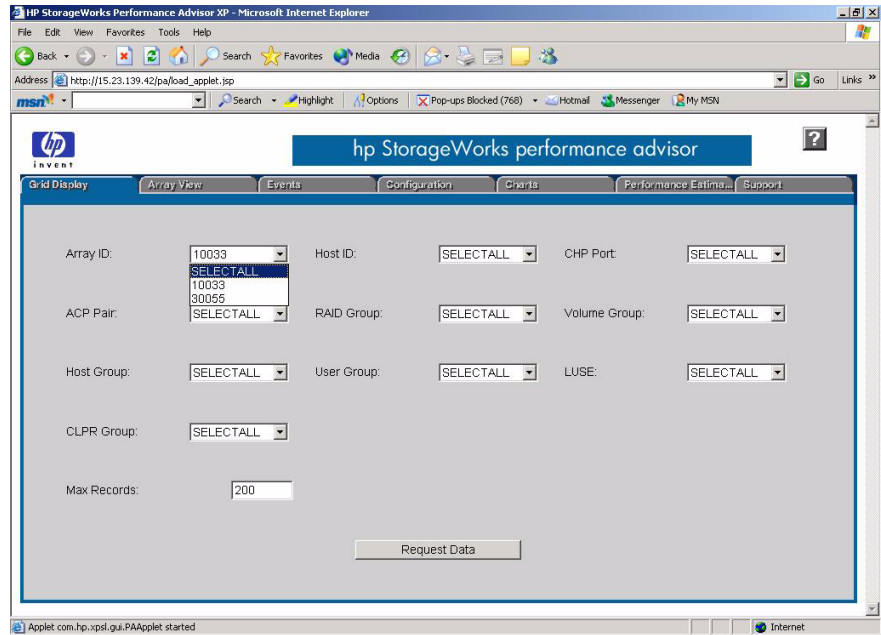 HP StorageWorks Performance Advisor XP - Microsoft Internet Explorer
File Edit View Favorites Tools Help
Back Search Favorites Media
Address http://15.23.139.42/pa/load_applet.jsp Go Links »
msn Search Highlight Options Pop-ups Blocked (768) Hotmail Messenger My MSN
hp invent
hp StorageWorks performance advisor ?
Grid Display Array View Events Configuration Charts Performance Estima... Support
Array ID: 10033 Host ID: SELECTALL CHP Port: SELECTALL
SELECTALL
10033
30055
ACP Pair: SELECTALL RAID Group: SELECTALL Volume Group: SELECTALL
Host Group: SELECTALL User Group: SELECTALL LUSE: SELECTALL
CLPR Group: SELECTALL
Max Records: 200
Request Data
Applet com.hp.xpsl.gui.PAApplet started Internet